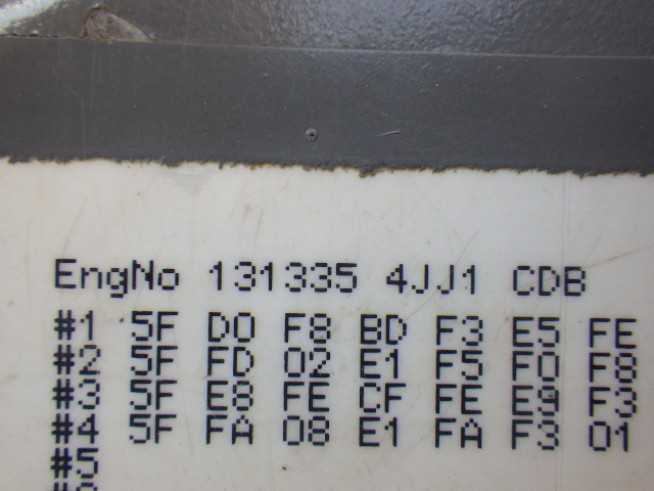 EngNo 131335 4JJ1 CDB
#1 5F D0 F8 BD F3 E5 FE
#2 5F FD 02 E1 F5 F0 F8
#3 5F E8 FE CF FE E9 F3
#4 5F FA 08 E1 FA F3 01
#5